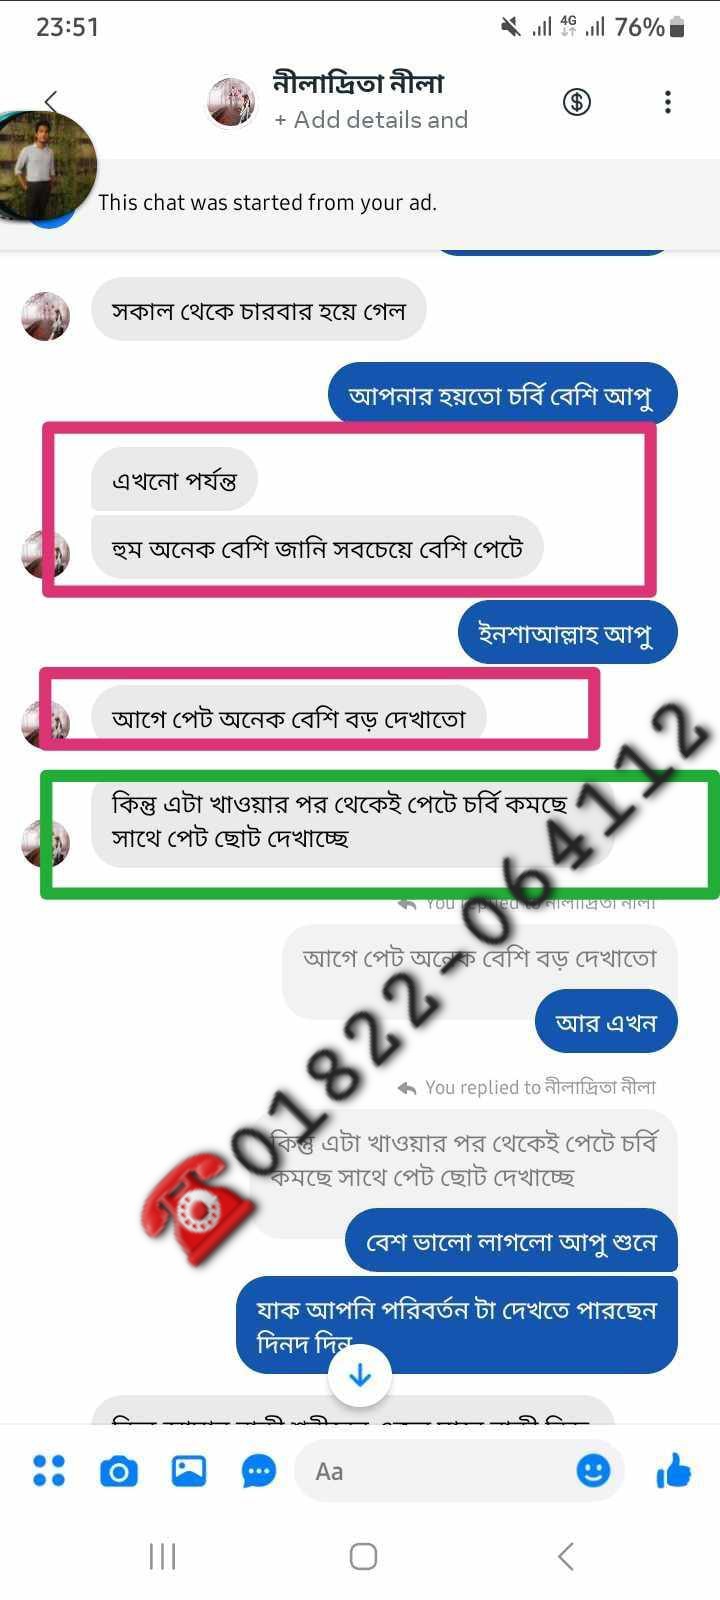 23:51
4G
76%
নীলাদ্রিতা নীলা
+ Add details and
This chat was started from your ad.
সকাল থেকে চারবার হয়ে গেল
আপনার হয়তো চর্বি বেশি আপু
এখনো পর্যন্ত
হুম অনেক বেশি জানি সবচেয়ে বেশি পেটে
ইনশাআল্লাহ আপু
আগে পেট অনেক বেশি বড় দেখাতো
কিন্তু এটা খাওয়ার পর থেকেই পেটে চর্বি কমছে
সাথে পেট ছোট দেখাচ্ছে
You replied to নীলাদ্রিতা নীলা
আগে পেট অনেক বেশি বড় দেখাতো
আর এখন
You replied to নীলাদ্রিতা নীলা
কিন্তু এটা খাওয়ার পর থেকেই পেটে চর্বি
কমছে সাথে পেট ছোট দেখাচ্ছে
বেশ ভালো লাগলো আপু শুনে
যাক আপনি পরিবর্তন টা দেখতে পারছেন
দিনদ দিন
01822-064112
Aa